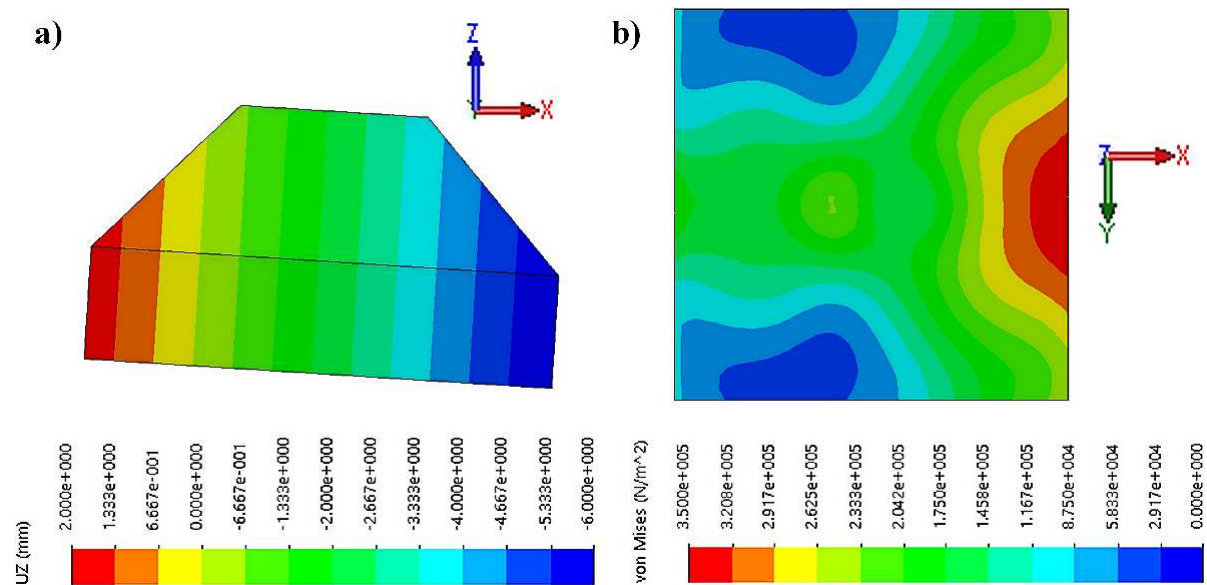 a)
Z
Y
X
b)
Z
X
Y
UZ (mm)
2.000e+000
1.333e+000
6.667e-001
0.000e+000
-6.667e-001
-1.333e+000
-2.000e+000
-2.667e+000
-3.333e+000
-4.000e+000
-4.667e+000
-5.333e+000
-6.000e+000
von Mises (N/m^ 2)
3.500e+005
3.208e+005
2.917e+005
2.625e+005
2.333e+005
2.042e+005
1.750e+005
1.458e+005
1.167e+005
8.750e+004
5.833e+004
2.917e+004
0.000e+000